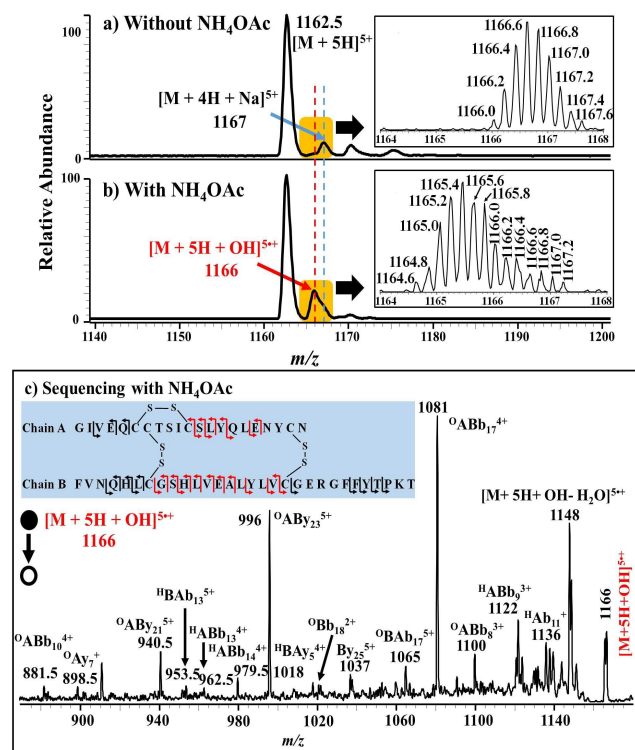 a) Without NH₄OAc
1162.5
[M + 5H]⁵⁺
[M + 4H + Na]⁵⁺
1167
100
0
1166.0
1166.2
1166.4
1166.6
1166.8
1167.0
1167.2
1167.4
1167.6
1164 1165 1166 1167 1168
Relative Abundance
b) With NH₄OAc
[M + 5H + OH]⁵•⁺
1166
100
0
1164.6
1164.8
1165.0
1165.2
1165.4
1165.6
1165.8
1166.0
1166.2
1166.4
1166.6
1166.8
1167.0
1167.2
1164 1165 1166 1167 1168
1140 1150 1160 1170 1180 1190 1200
m/z
c) Sequencing with NH₄OAc
S S
Chain A G I V E Q C C T S I C S L Y Q L E N Y C N
S S
S S
Chain B F V N Q H L C G S H L V E A L Y L V C G E R G F F Y T P K T
[M + 5H + OH]⁵•⁺
1166
ᴼABb₁₀⁴⁺
881.5
ᴼAy₇⁺
898.5
ᴼABy₂₁⁵⁺
940.5
ᴴBAb₁₃⁵⁺
953.5
ᴴABb₁₃⁴⁺
962.5
ᴴABb₁₄⁴⁺
979.5
996
ᴼABy₂₃⁵⁺
ᴴBAy₅⁴⁺
1018
ᴼBb₁₈²⁺
By₂₅⁵⁺
1037
ᴼBAb₁₇⁵⁺
1065
1081
ᴼABb₁₇⁴⁺
ᴼABb₈³⁺
1100
ᴴABb₉³⁺
1122
ᴴAb₁₁⁺
1136
[M+ 5H+ OH- H₂O]⁵•⁺
1148
1166
[M+5H+OH]⁵•⁺
900 940 980 1020 1060 1100 1140
m/z